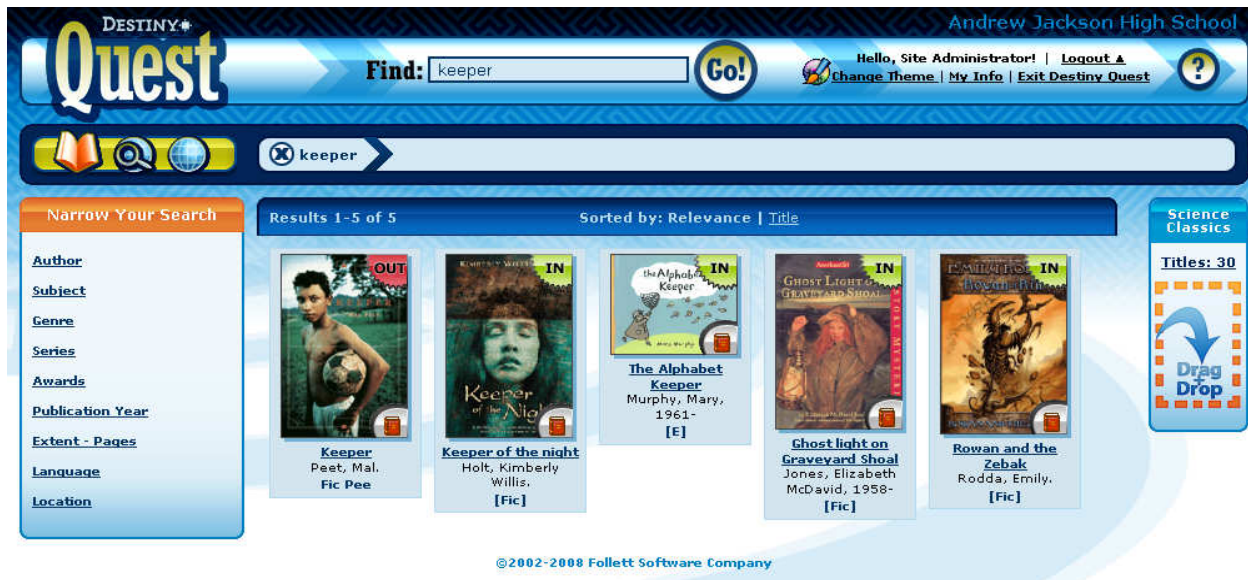 Andrew Jackson High School
DESTINY
Quest
Find: keeper Go!
Hello, Site Administrator! | Logout ▲
Change Theme | My Info | Exit Destiny Quest
?
keeper
Narrow Your Search
Author
Subject
Genre
Series
Awards
Publication Year
Extent - Pages
Language
Location
Results 1-5 of 5 Sorted by: Relevance | Title
OUT
KEEPER
Keeper
Peet, Mal.
Fic Pee
IN
Keeper
of the Nig
Keeper of the night
Holt, Kimberly
Willis.
[Fic]
IN
the Alphabet
Keeper
Mary Murphy
The Alphabet
Keeper
Murphy, Mary,
1961-
[E]
IN
GHOST LIGHT
GRAVEYARD SHOAL
Ghost light on
Graveyard Shoal
Jones, Elizabeth
McDavid, 1958-
[Fic]
IN
Rowan and the
Zebak
Rodda, Emily.
[Fic]
Science
Classics
Titles: 30
Drag
+
Drop
©2002-2008 Follett Software Company